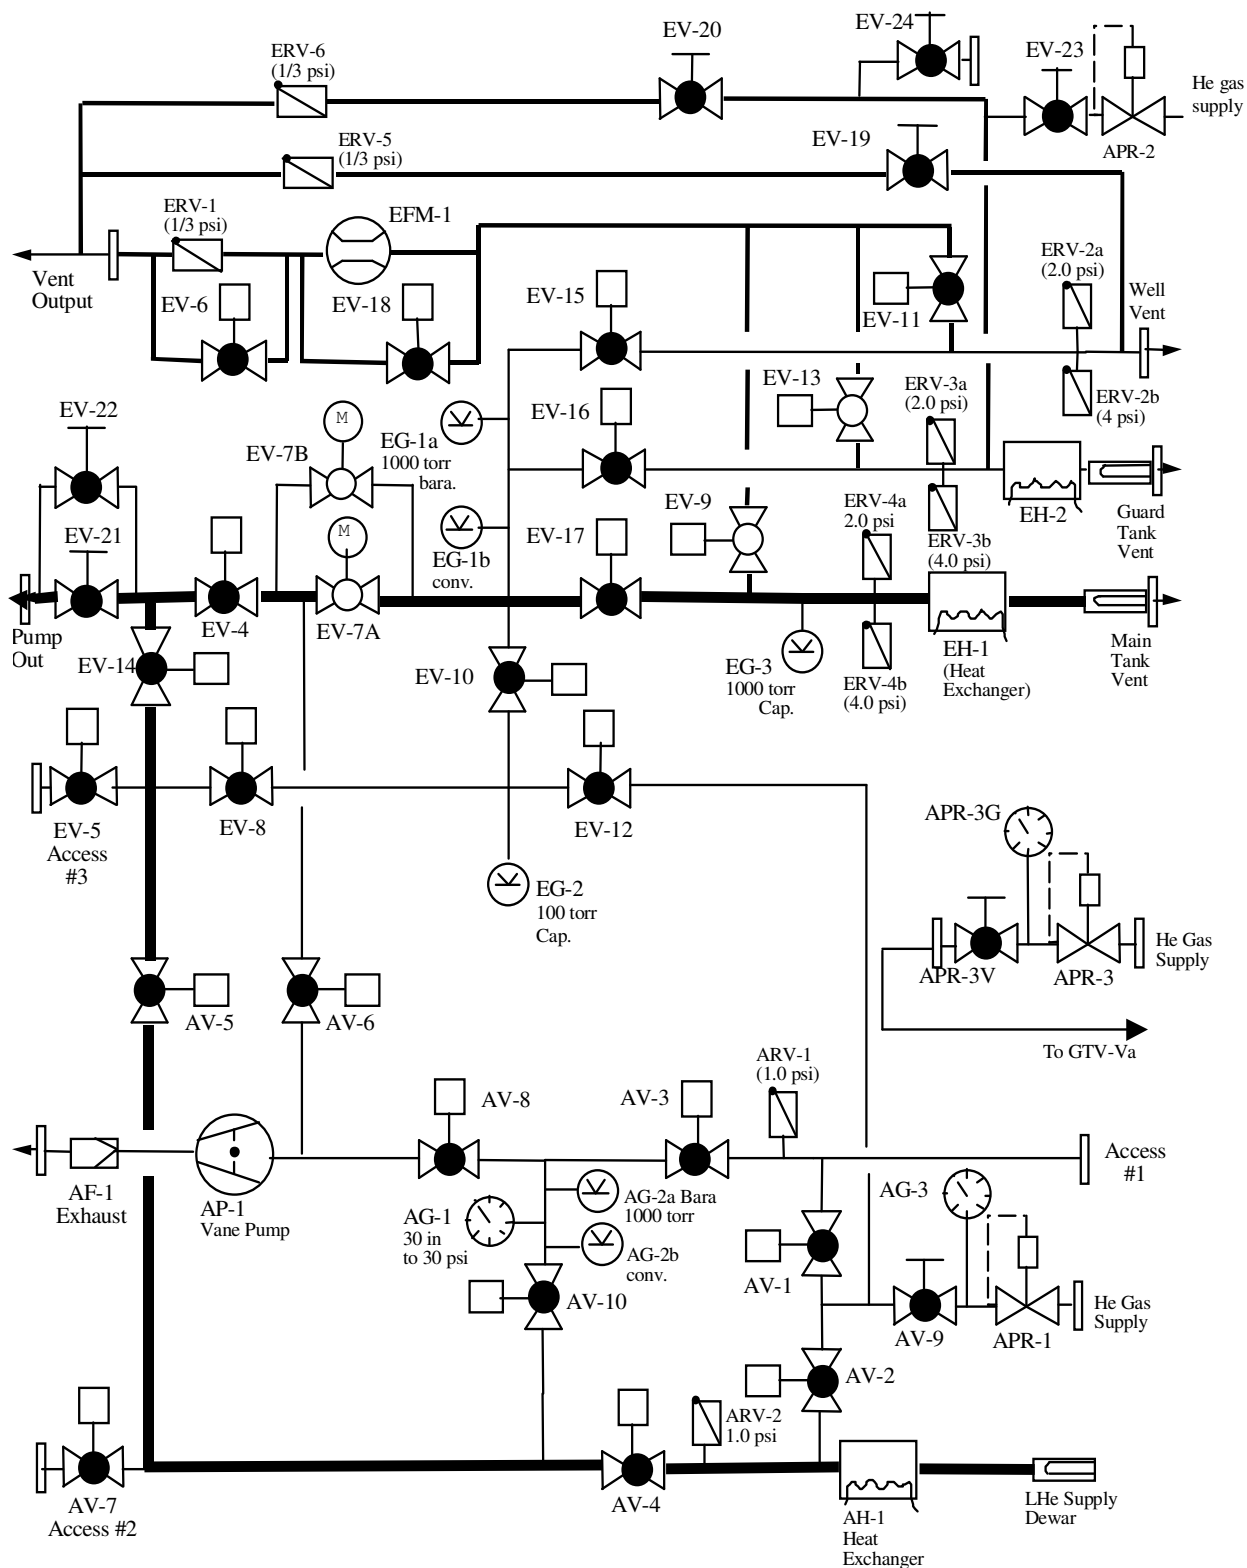 EV-24
EV-20
ERV-6
(1/3 psi)
EV-23
He gas
supply
APR-2
ERV-5
(1/3 psi)
EV-19
ERV-1
(1/3 psi)
EFM-1
ERV-2a
(2.0 psi)
Vent
Output
EV-6
EV-18
EV-15
EV-11
Well
Vent
EV-13
ERV-3a
(2.0 psi)
ERV-2b
(4 psi)
EV-22
EV-7B
M
EG-1a
1000 torr
bara.
EV-16
EV-9
ERV-4a
2.0 psi
EH-2
Guard
Tank
Vent
EV-21
M
EG-1b
conv.
EV-17
ERV-3b
(4.0 psi)
Pump
Out
EV-4
EV-7A
EV-14
EV-10
EG-3
1000 torr
Cap.
ERV-4b
(4.0 psi)
EH-1
(Heat
Exchanger)
Main
Tank
Vent
EV-5
Access
#3
EV-8
EV-12
APR-3G
EG-2
100 torr
Cap.
APR-3V
APR-3
He Gas
Supply
AV-5
AV-6
To GTV-Va
ARV-1
(1.0 psi)
AV-8
AV-3
AF-1
Exhaust
AP-1
Vane Pump
AG-1
30 in
to 30 psi
AG-2a Bara
1000 torr
AG-2b
conv.
AG-3
Access
#1
AV-1
AV-10
AV-9
APR-1
He Gas
Supply
AV-2
ARV-2
1.0 psi
AV-7
Access #2
AV-4
AH-1
Heat
Exchanger
LHe Supply
Dewar